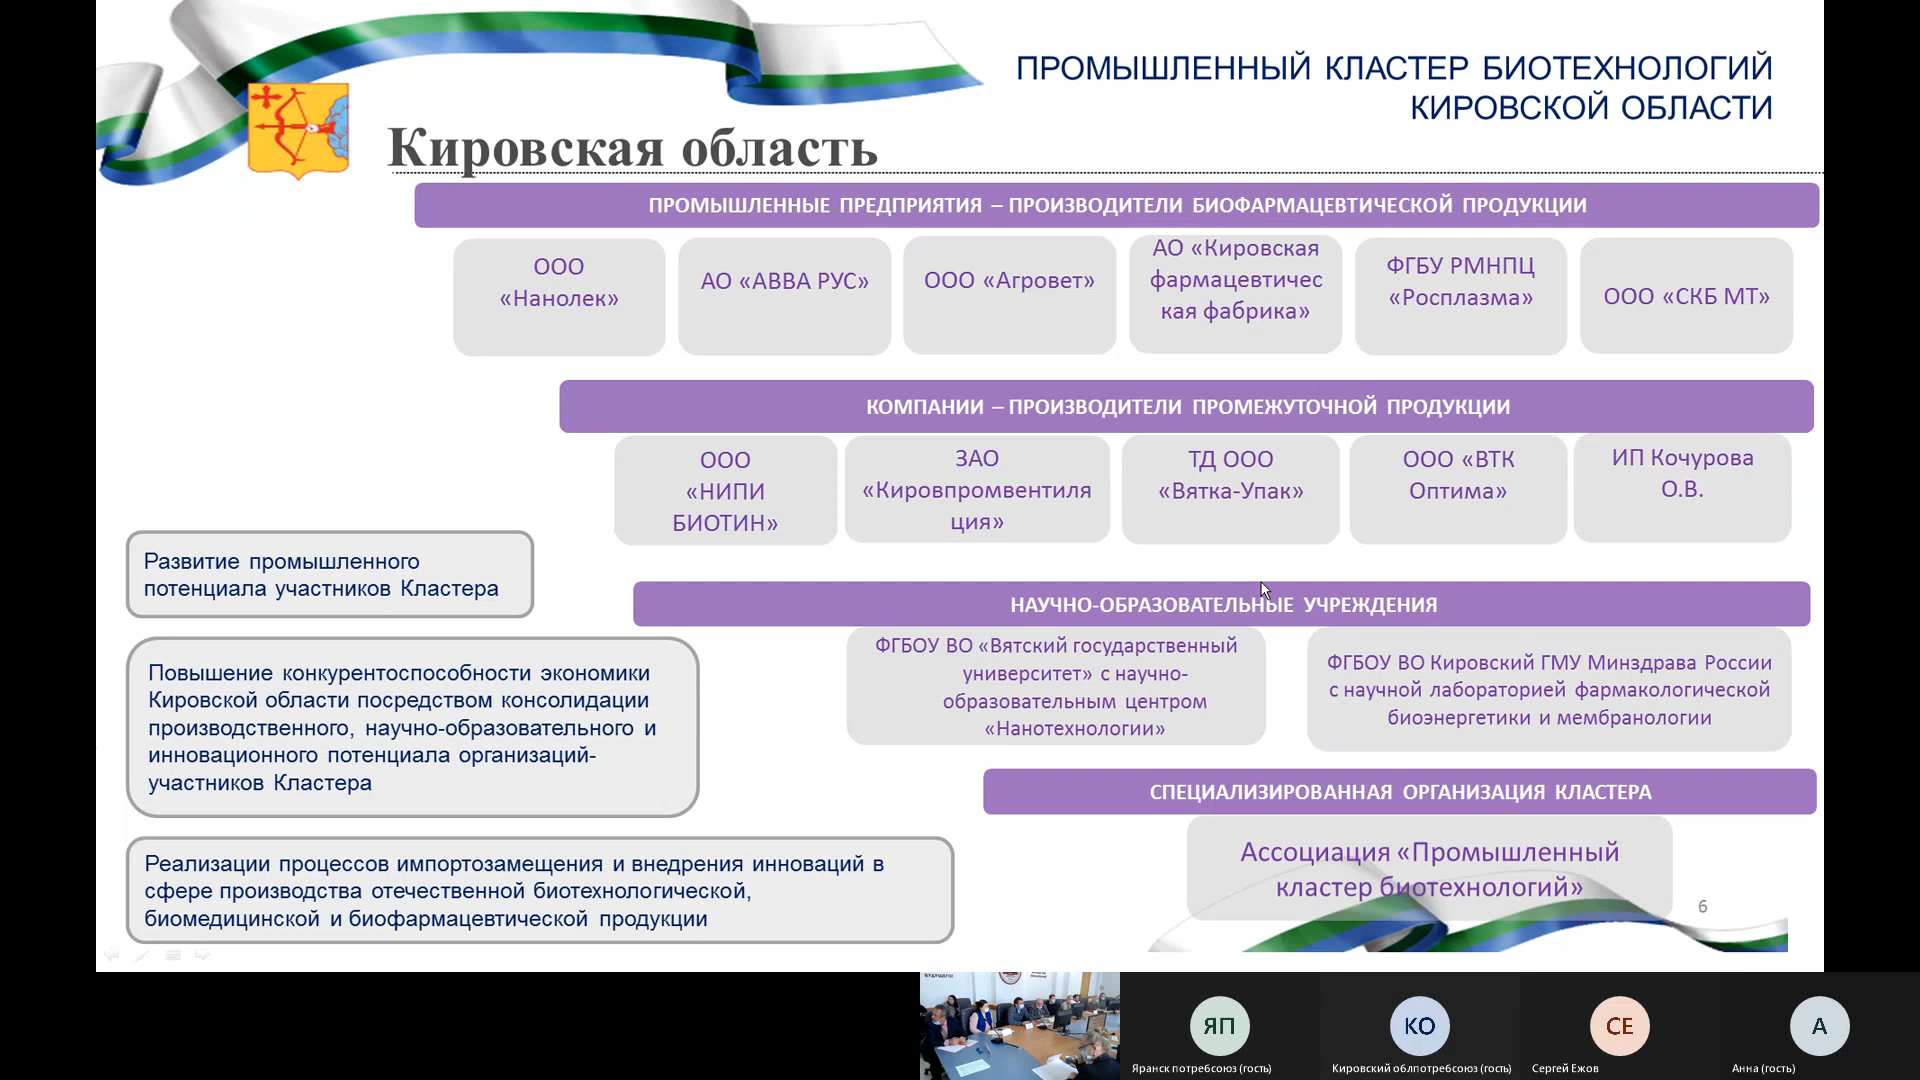 ПРОМЫШЛЕННЫЙ КЛАСТЕР БИОТЕХНОЛОГИЙ
КИРОВСКОЙ ОБЛАСТИ
Кировская область
ПРОМЫШЛЕННЫЕ ПРЕДПРИЯТИЯ – ПРОИЗВОДИТЕЛИ БИОФАРМАЦЕВТИЧЕСКОЙ ПРОДУКЦИИ
ООО
«Нанолек»
АО «АВВА РУС»
ООО «Агровет»
АО «Кировская
фармацевтичес
кая фабрика»
ФГБУ РМНПЦ
«Росплазма»
ООО «СКБ МТ»
КОМПАНИИ – ПРОИЗВОДИТЕЛИ ПРОМЕЖУТОЧНОЙ ПРОДУКЦИИ
ООО
«НИПИ
БИОТИН»
ЗАО
«Кировпромвентиля
ция»
ТД ООО
«Вятка-Упак»
ООО «ВТК
Оптима»
ИП Кочурова
О.В.
НАУЧНО-ОБРАЗОВАТЕЛЬНЫЕ УЧРЕЖДЕНИЯ
ФГБОУ ВО «Вятский государственный
университет» с научно-
образовательным центром
«Нанотехнологии»
ФГБОУ ВО Кировский ГМУ Минздрава России
с научной лабораторией фармакологической
биоэнергетики и мембранологии
СПЕЦИАЛИЗИРОВАННАЯ ОРГАНИЗАЦИЯ КЛАСТЕРА
Ассоциация «Промышленный
кластер биотехнологий»
Развитие промышленного
потенциала участников Кластера
Повышение конкурентоспособности экономики
Кировской области посредством консолидации
производственного, научно-образовательного и
инновационного потенциала организаций-
участников Кластера
Реализации процессов импортозамещения и внедрения инноваций в
сфере производства отечественной биотехнологической,
биомедицинской и биофармацевтической продукции
6
ЯП
Яранск потребсоюз (гость)
КО
Кировский облпотребсоюз (гость)
СЕ
Сергей Ежов
А
Анна (гость)